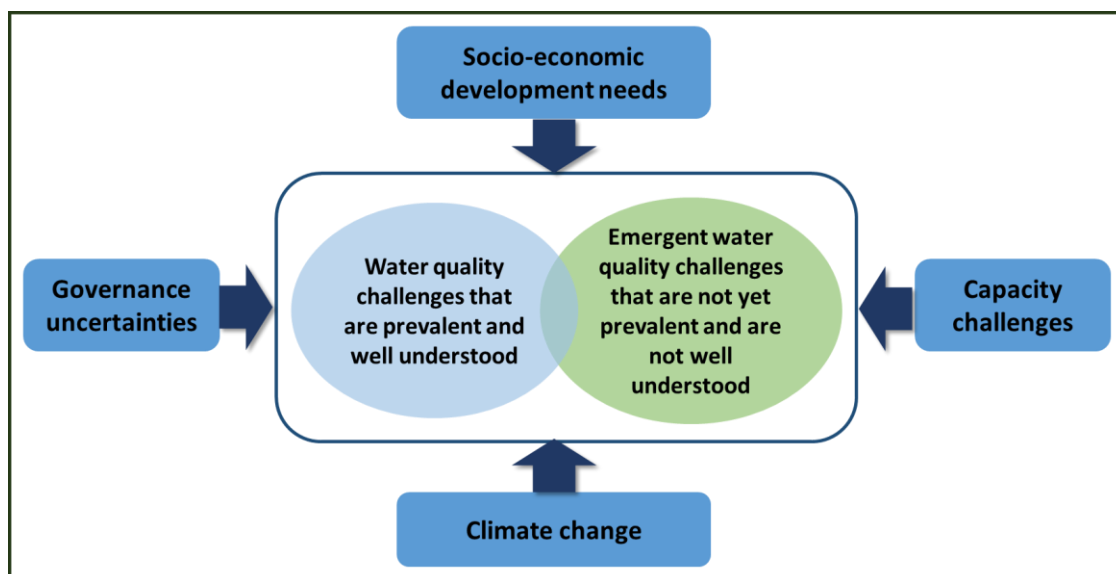 Socio-economic
development needs
Governance
uncertainties
Water quality
challenges that
are prevalent and
well understood
Emergent water
quality challenges
that are not yet
prevalent and are
not well
understood
Capacity
challenges
Climate change